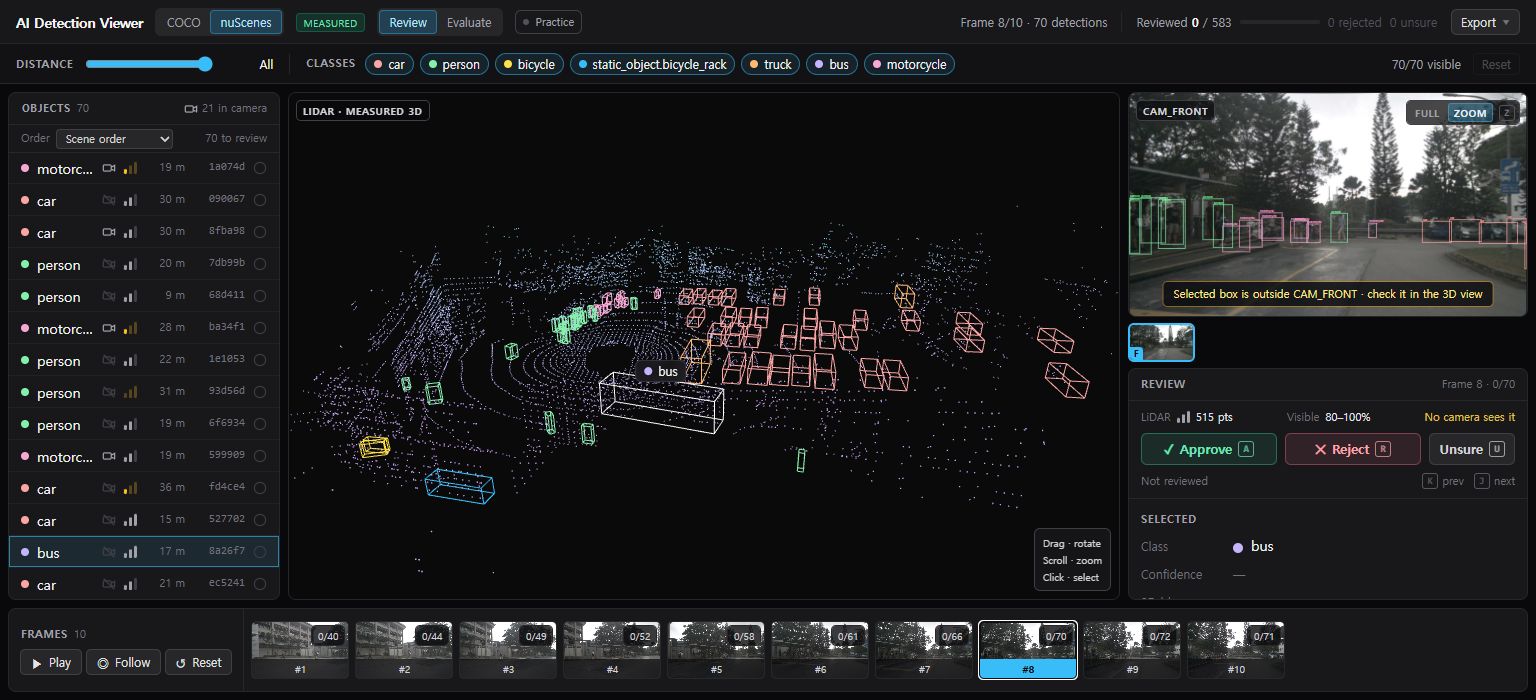 AI Detection Viewer COCO nuScenes MEASURED Review Evaluate Practice Frame 8/10 · 70 detections Reviewed 0 / 583 0 rejected 0 unsure Export
DISTANCE All CLASSES car person bicycle static_object.bicycle_rack truck bus motorcycle 70/70 visible Reset
OBJECTS 70 21 in camera
Order Scene order 70 to review
motorc... 19 m 1a074d
car 30 m 090067
car 30 m 8fba98
person 20 m 7db99b
person 9 m 68d411
motorc... 28 m ba34f1
person 22 m 1e1053
person 31 m 93d56d
person 19 m 6f6934
motorc... 19 m 599909
car 36 m fd4ce4
car 15 m 527702
bus 17 m 8a26f7
car 21 m ec5241
LIDAR · MEASURED 3D
bus
Drag · rotate
Scroll · zoom
Click · select
CAM_FRONT FULL ZOOM Z
Selected box is outside CAM_FRONT · check it in the 3D view
F
REVIEW Frame 8 · 0/70
LiDAR 515 pts Visible 80–100% No camera sees it
✓ Approve A ✕ Reject R Unsure U
Not reviewed K prev J next
SELECTED
Class bus
Confidence —
FRAMES 10
Play Follow Reset
0/40 0/44 0/49 0/52 0/58 0/61 0/66 0/70 0/72 0/71
#1 #2 #3 #4 #5 #6 #7 #8 #9 #10